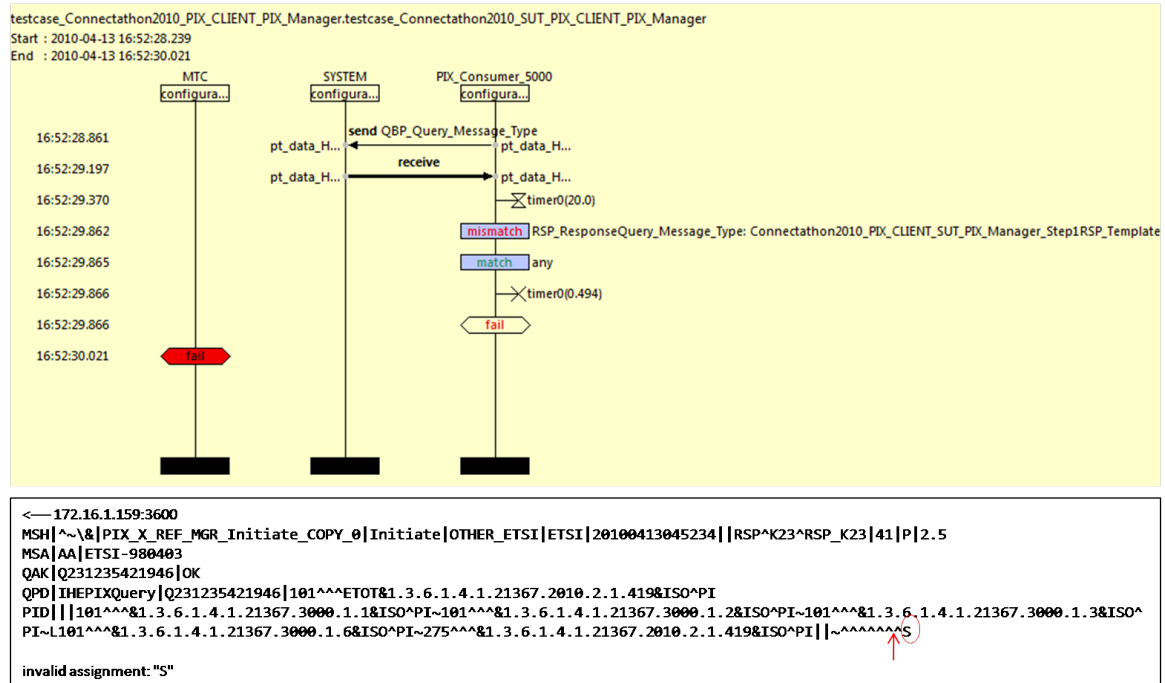 testcase_Connectathon2010_PIX_CLIENT_PIX_Manager.testcase_Connectathon2010_SUT_PIX_CLIENT_PIX_Manager
Start : 2010-04-13 16:52:28.239
End : 2010-04-13 16:52:30.021
MTC SYSTEM PIX_Consumer_5000
configura... configura... configura...
16:52:28.861 pt_data_H... send QBP_Query_Message_Type pt_data_H...
16:52:29.197 pt_data_H... receive pt_data_H...
16:52:29.370 timer0(20.0)
16:52:29.862 mismatch RSP_ResponseQuery_Message_Type: Connectathon2010_PIX_CLIENT_SUT_PIX_Manager_Step1RSP_Template
16:52:29.865 match any
16:52:29.866 timer0(0.494)
16:52:29.866 fail
16:52:30.021 fail
<── 172.16.1.159:3600
MSH|^~\&|PIX_X_REF_MGR_Initiate_COPY_0|Initiate|OTHER_ETSI|ETSI|20100413045234||RSP^K23^RSP_K23|41|P|2.5
MSA|AA|ETSI-980403
QAK|Q231235421946|OK
QPD|IHEPIXQuery|Q231235421946|101^^^ETOT&1.3.6.1.4.1.21367.2010.2.1.419&ISO^PI
PID|||101^^^&1.3.6.1.4.1.21367.3000.1.1&ISO^PI~101^^^&1.3.6.1.4.1.21367.3000.1.2&ISO^PI~101^^^&1.3.6.1.4.1.21367.3000.1.3&ISO^
PI~L101^^^&1.3.6.1.4.1.21367.3000.1.6&ISO^PI~275^^^&1.3.6.1.4.1.21367.2010.2.1.419&ISO^PI||~^^^^^^^S
invalid assignment: "S"